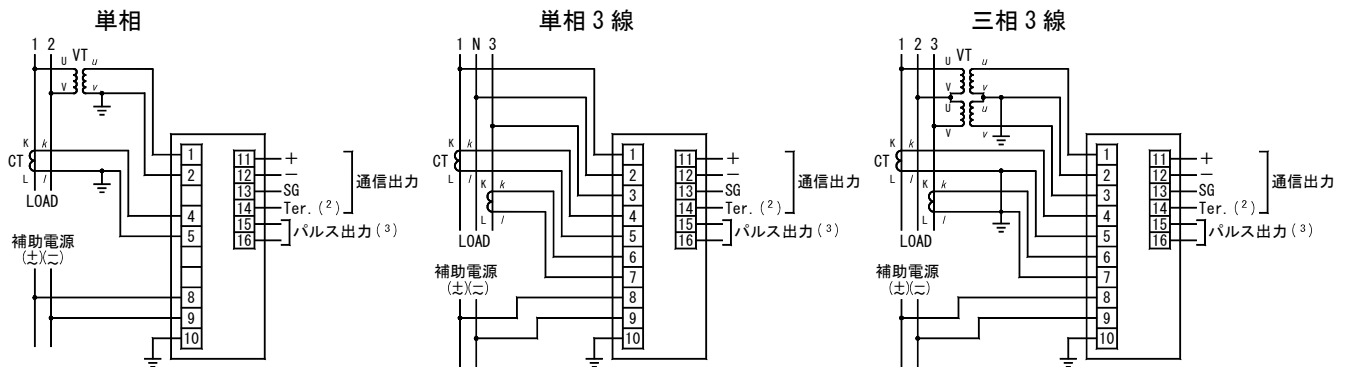 単相
1 2
U VT u
V v
K k
CT
L l
LOAD
補助電源
(±)(−)
1
2
4
5
8
9
10
11 +
12 −
13 SG
14 Ter.(²)
15
16
通信出力
パルス出力(³)
単相3線
1 N 3
K k
CT
L l
K k
L l
LOAD
補助電源
(±)(−)
1
2
3
4
5
6
7
8
9
10
11 +
12 −
13 SG
14 Ter.(²)
15
16
通信出力
パルス出力(³)
三相3線
1 2 3
U VT u
V v
U u
V v
K k
CT
L l
K k
L l
LOAD
補助電源
(±)(−)
1
2
3
4
5
6
7
8
9
10
11 +
12 −
13 SG
14 Ter.(²)
15
16
通信出力
パルス出力(³)